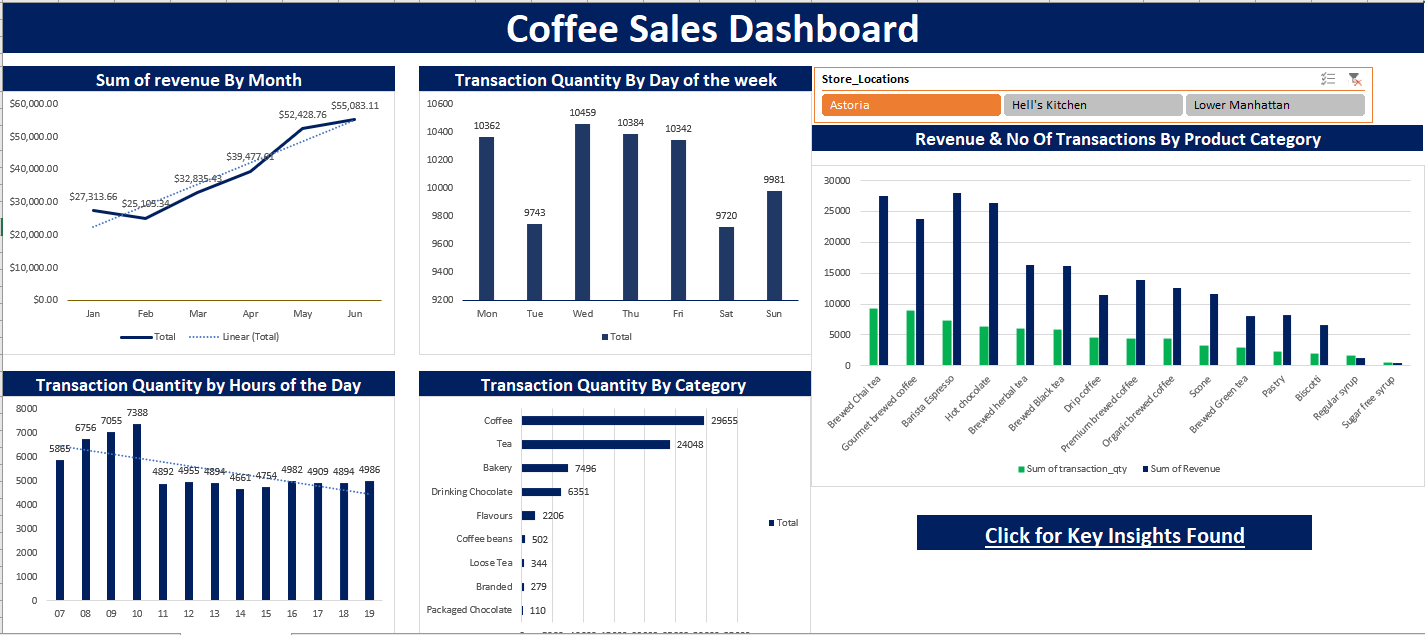 Coffee Sales Dashboard
Sum of revenue By Month
$60,000.00
$50,000.00
$40,000.00
$30,000.00
$20,000.00
$10,000.00
$0.00
$27,313.66
$25,105.34
$32,835.43
$39,477.61
$52,428.76
$55,083.11
Jan Feb Mar Apr May Jun
Total Linear (Total)
Transaction Quantity By Day of the week
10600
10400
10200
10000
9800
9600
9400
9200
10362 9743 10459 10384 10342 9720 9981
Mon Tue Wed Thu Fri Sat Sun
Total
Store_Locations
Astoria Hell's Kitchen Lower Manhattan
Revenue & No Of Transactions By Product Category
30000
25000
20000
15000
10000
5000
0
Brewed Chai tea
Gourmet brewed coffee
Barista Espresso
Hot chocolate
Brewed herbal tea
Brewed Black tea
Drip coffee
Premium brewed coffee
Organic brewed coffee
Scone
Brewed Green tea
Pastry
Biscotti
Regular syrup
Sugar free syrup
Sum of transaction_qty Sum of Revenue
Transaction Quantity by Hours of the Day
8000
7000
6000
5000
4000
3000
2000
1000
0
5865 6756 7055 7388 4892 4955 4894 4661 4754 4982 4909 4894 4986
07 08 09 10 11 12 13 14 15 16 17 18 19
Transaction Quantity By Category
Coffee 29655
Tea 24048
Bakery 7496
Drinking Chocolate 6351
Flavours 2206
Coffee beans 502
Loose Tea 344
Branded 279
Packaged Chocolate 110
Total
Click for Key Insights Found